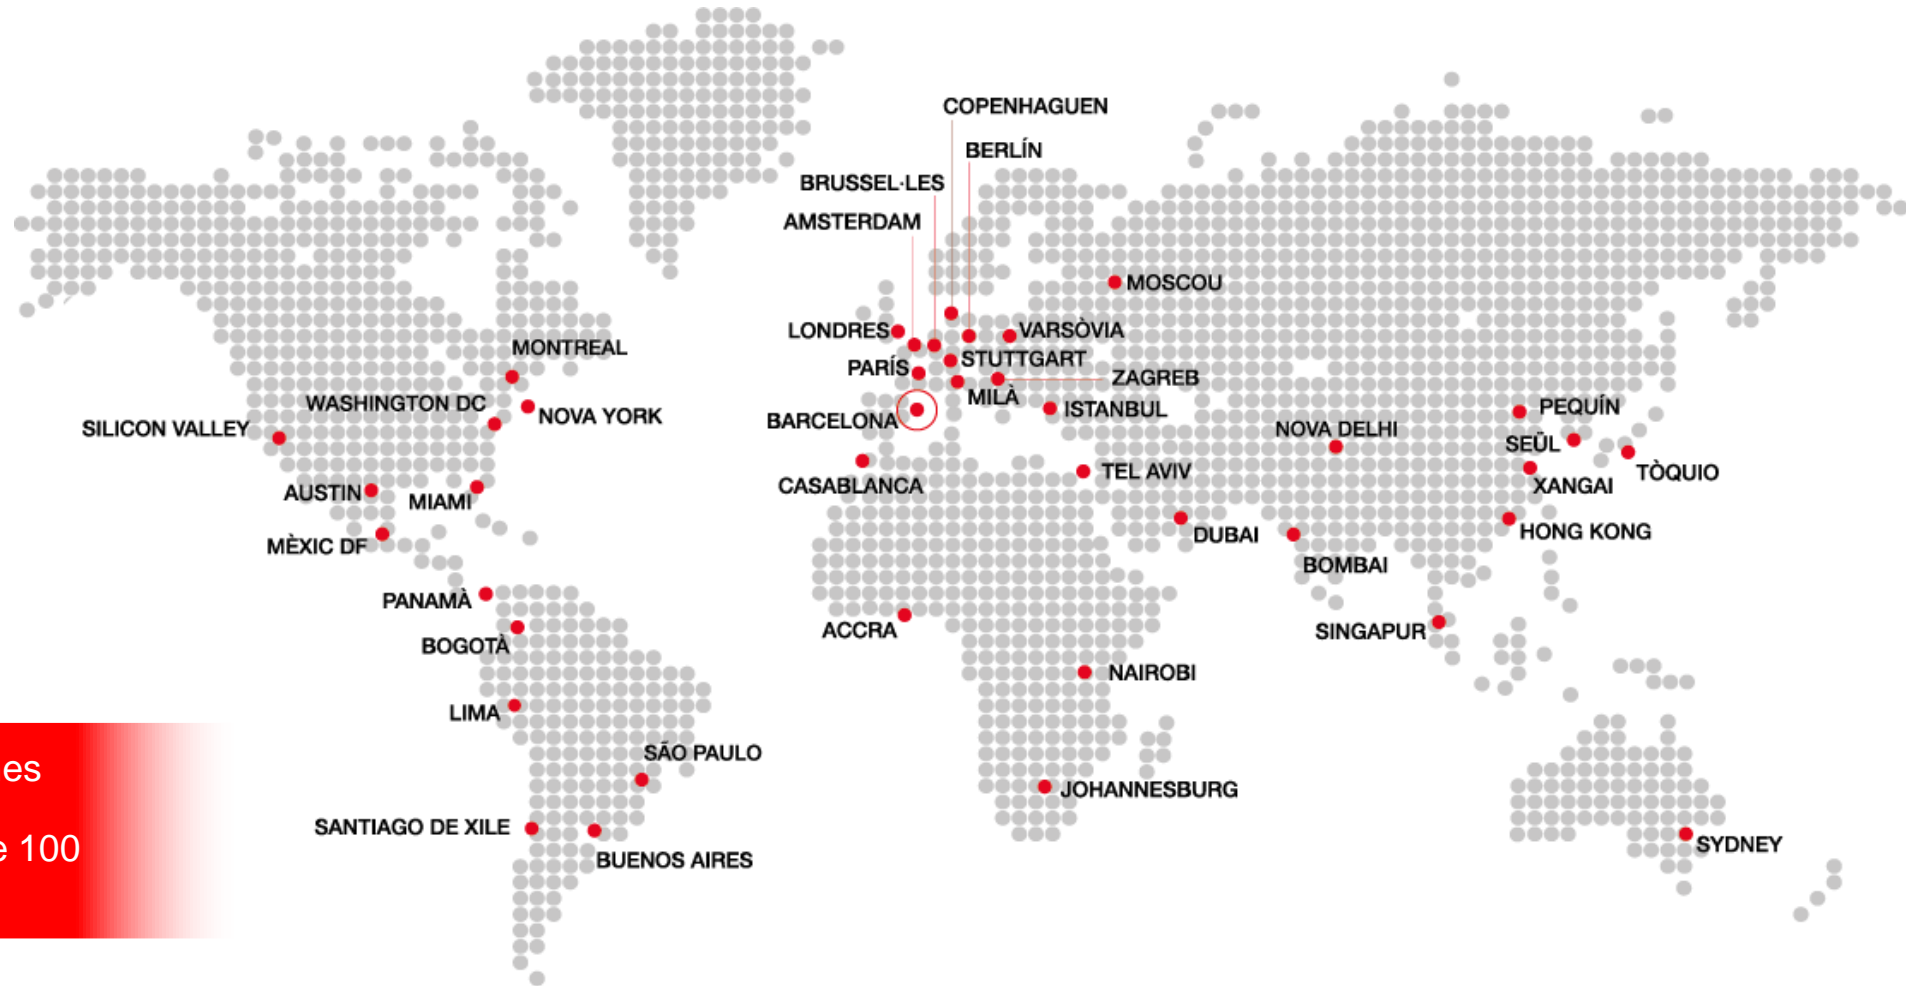 COPENHAGUEN
BERLÍN
BRUSSEL·LES
AMSTERDAM
MOSCOU
LONDRES
VARSÒVIA
MONTREAL
STUTTGART
PARÍS
ZAGREB
MILÀ
WASHINGTON DC
NOVA YORK
ISTANBUL
PEQUÍN
BARCELONA
SILICON VALLEY
NOVA DELHI
SEÜL
TEL AVIV
TÒQUIO
CASABLANCA
XANGAI
AUSTIN
MIAMI
HONG KONG
DUBAI
MÈXIC DF
BOMBAI
PANAMÀ
ACCRA
SINGAPUR
BOGOTÀ
NAIROBI
LIMA
SÃO PAULO
es
JOHANNESBURG
SANTIAGO DE XILE
SYDNEY
e 100
BUENOS AIRES